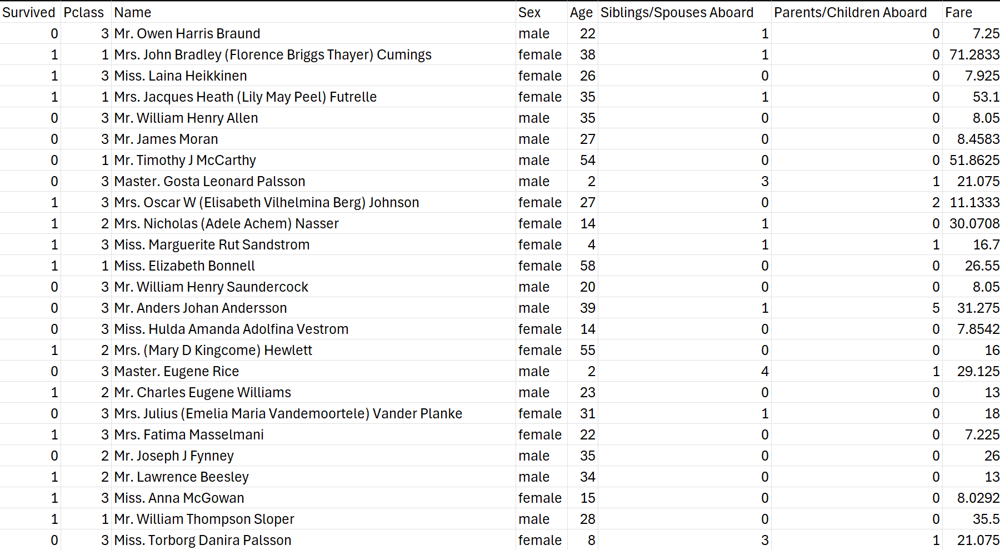 Survived Pclass Name Sex Age Siblings/Spouses Aboard Parents/Children Aboard Fare
0 3 Mr. Owen Harris Braund male 22 1 0 7.25
1 1 Mrs. John Bradley (Florence Briggs Thayer) Cumings female 38 1 0 71.2833
1 3 Miss. Laina Heikkinen female 26 0 0 7.925
1 1 Mrs. Jacques Heath (Lily May Peel) Futrelle female 35 1 0 53.1
0 3 Mr. William Henry Allen male 35 0 0 8.05
0 3 Mr. James Moran male 27 0 0 8.4583
0 1 Mr. Timothy J McCarthy male 54 0 0 51.8625
0 3 Master. Gosta Leonard Palsson male 2 3 1 21.075
1 3 Mrs. Oscar W (Elisabeth Vilhelmina Berg) Johnson female 27 0 2 11.1333
1 2 Mrs. Nicholas (Adele Achem) Nasser female 14 1 0 30.0708
1 3 Miss. Marguerite Rut Sandstrom female 4 1 1 16.7
1 1 Miss. Elizabeth Bonnell female 58 0 0 26.55
0 3 Mr. William Henry Saundercock male 20 0 0 8.05
0 3 Mr. Anders Johan Andersson male 39 1 5 31.275
0 3 Miss. Hulda Amanda Adolfina Vestrom female 14 0 0 7.8542
1 2 Mrs. (Mary D Kingcome) Hewlett female 55 0 0 16
0 3 Master. Eugene Rice male 2 4 1 29.125
1 2 Mr. Charles Eugene Williams male 23 0 0 13
0 3 Mrs. Julius (Emelia Maria Vandemoortele) Vander Planke female 31 1 0 18
1 3 Mrs. Fatima Masselmani female 22 0 0 7.225
0 2 Mr. Joseph J Fynney male 35 0 0 26
1 2 Mr. Lawrence Beesley male 34 0 0 13
1 3 Miss. Anna McGowan female 15 0 0 8.0292
1 1 Mr. William Thompson Sloper male 28 0 0 35.5
0 3 Miss. Torborg Danira Palsson female 8 3 1 21.075